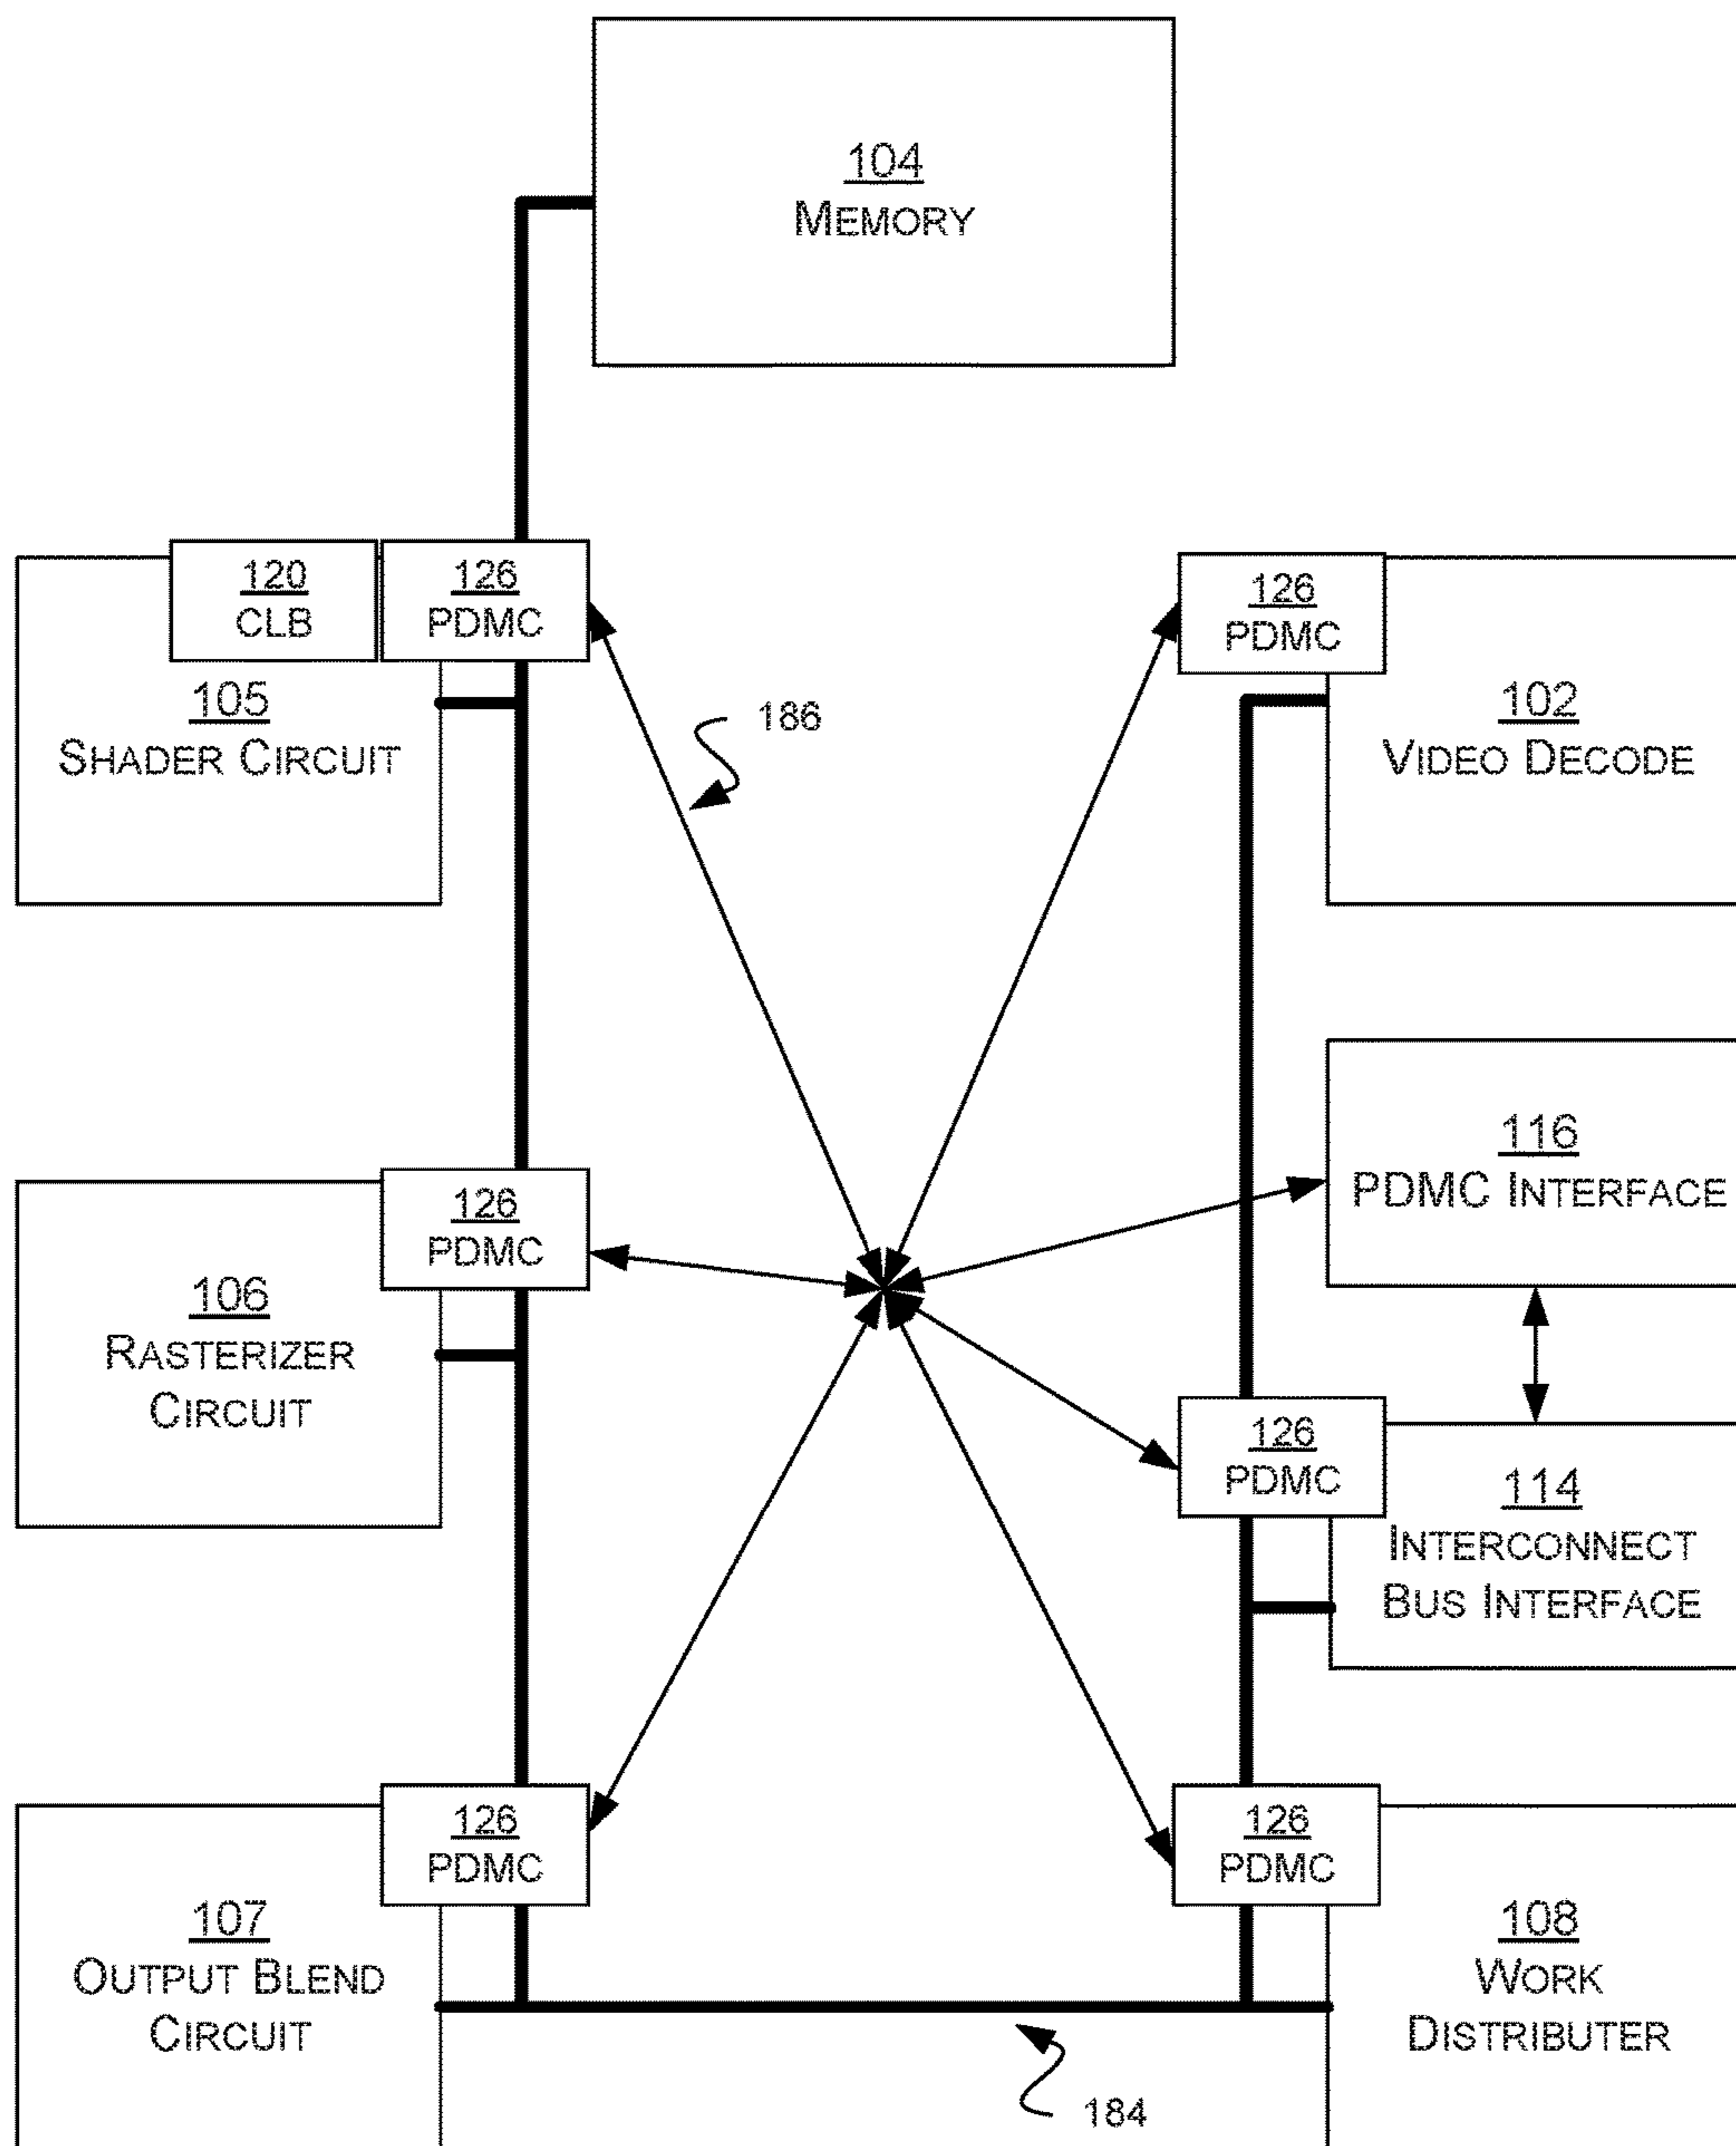 104
MEMORY
120
CLB
126
PDMC
126
PDMC
105
SHADER CIRCUIT
186
102
VIDEO DECODE
116
PDMC INTERFACE
126
PDMC
106
RASTERIZER
CIRCUIT
126
PDMC
114
INTERCONNECT
BUS INTERFACE
126
PDMC
126
PDMC
107
OUTPUT BLEND
CIRCUIT
108
WORK
DISTRIBUTER
184